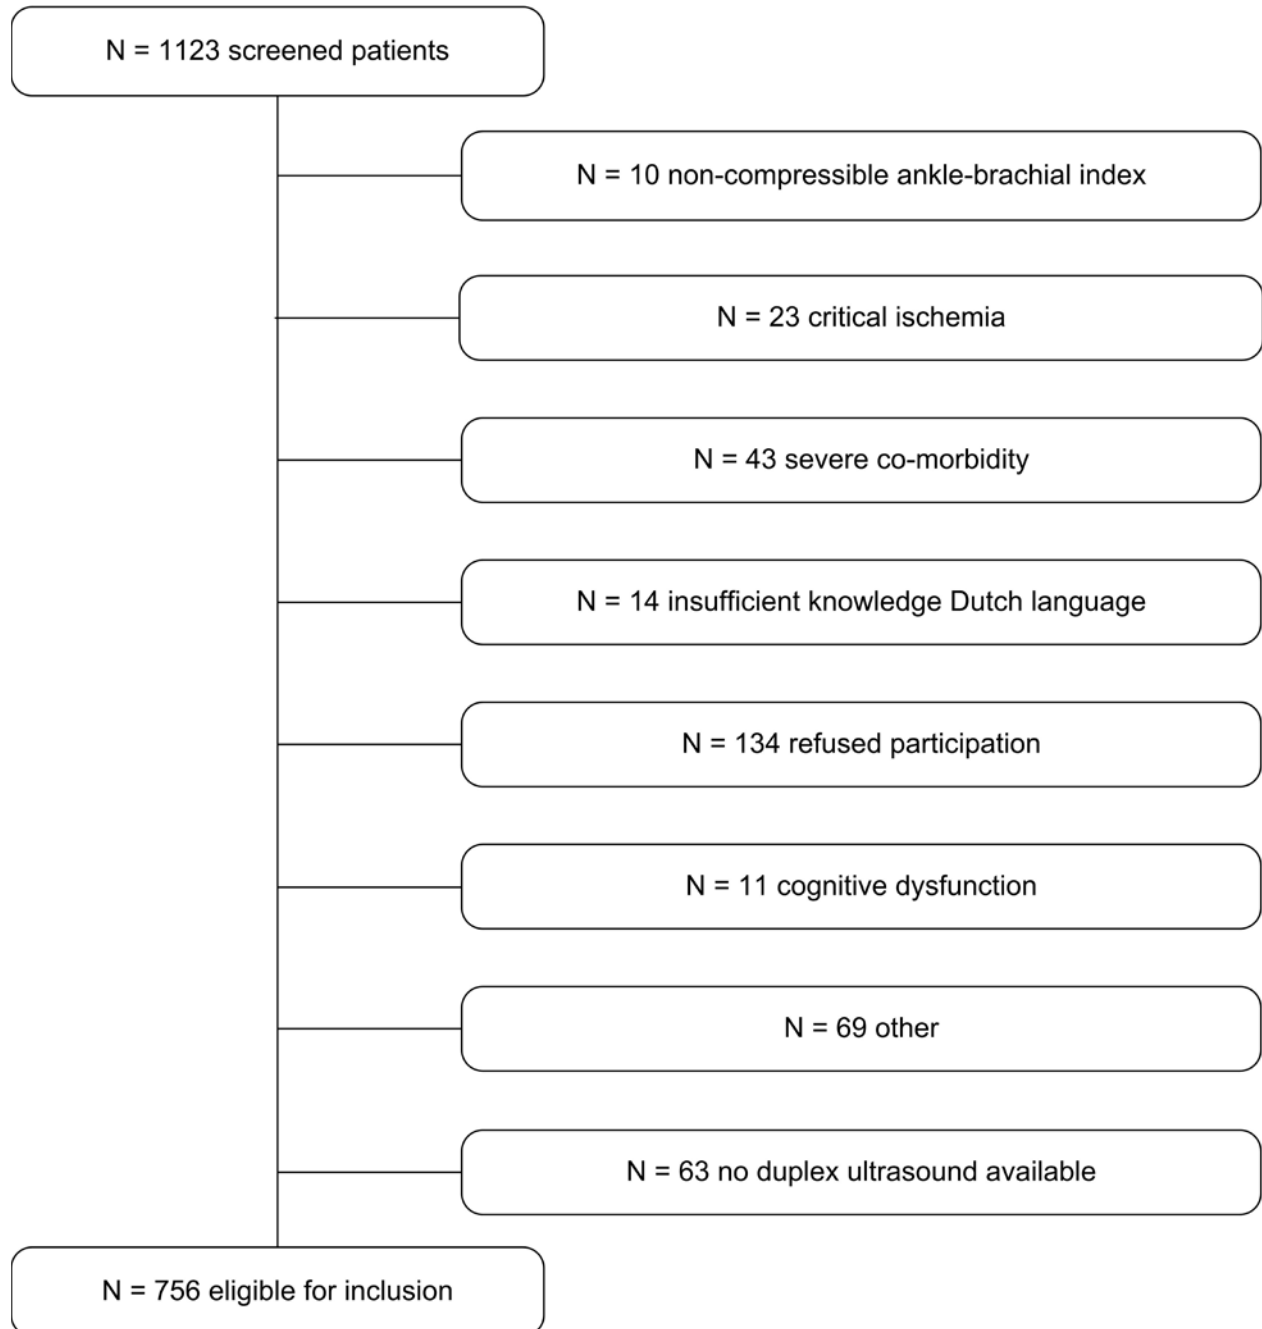 N = 1123 screened patients
N = 10 non-compressible ankle-brachial index
N = 23 critical ischemia
N = 43 severe co-morbidity
N = 14 insufficient knowledge Dutch language
N = 134 refused participation
N = 11 cognitive dysfunction
N = 69 other
N = 63 no duplex ultrasound available
N = 756 eligible for inclusion